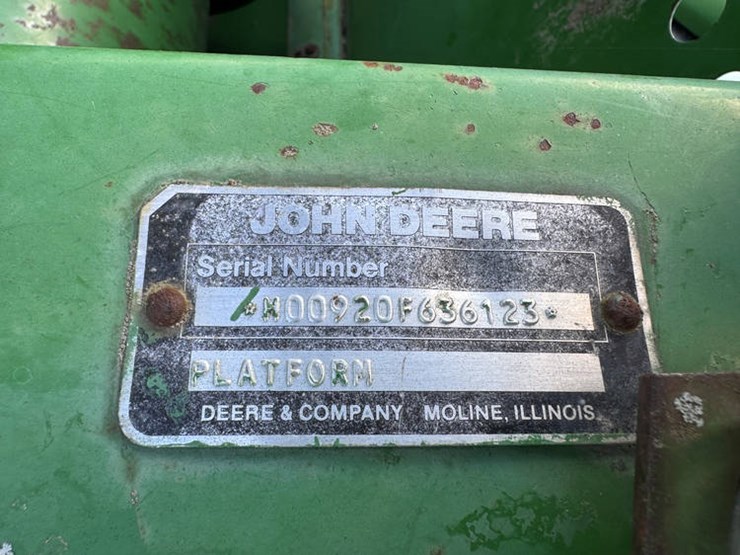 JOHN DEERE
Serial Number
*H00920F636123*
PLATFORM
DEERE & COMPANY MOLINE, ILLINOIS